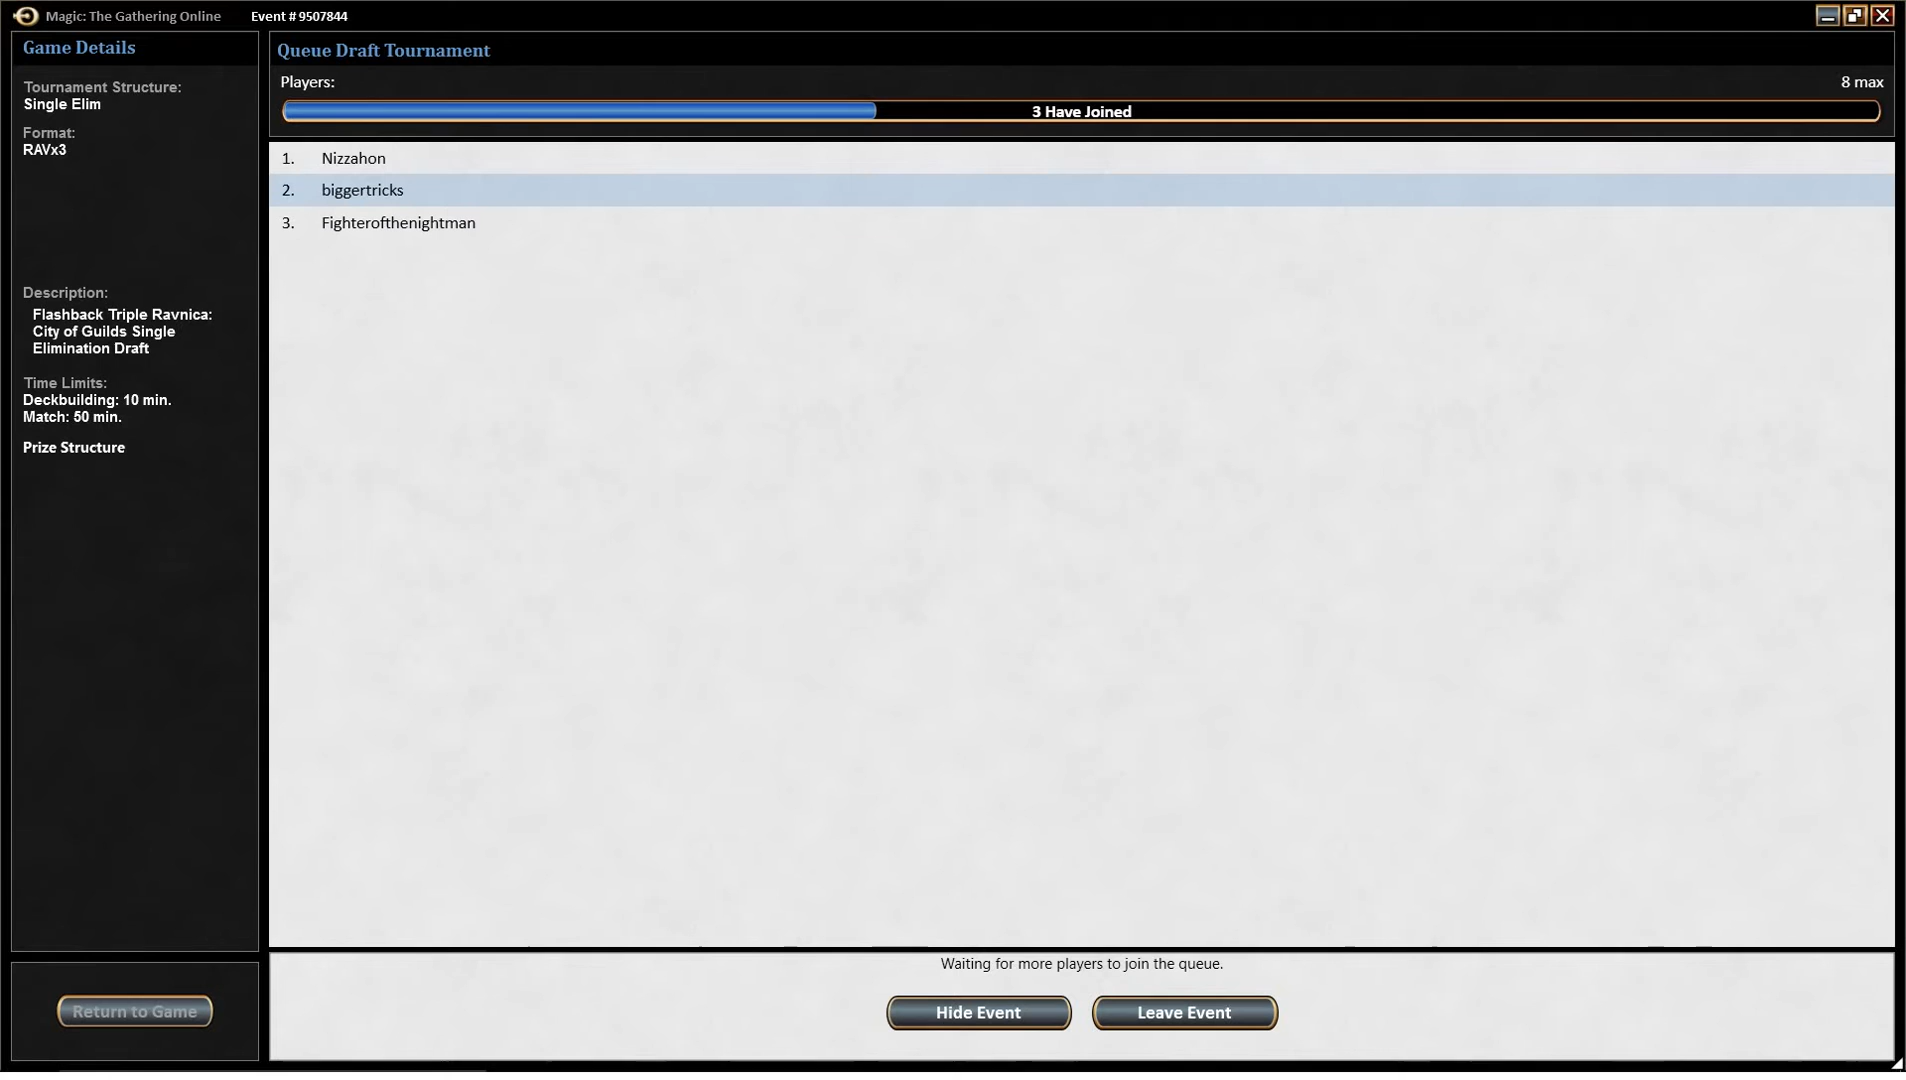 Magic: The Gathering Online Event # 9507844
Game Details
Tournament Structure:
Single Elim
Format:
RAVx3
Description:
Flashback Triple Ravnica:
City of Guilds Single
Elimination Draft
Time Limits:
Deckbuilding: 10 min.
Match: 50 min.
Prize Structure
Return to Game
Queue Draft Tournament
Players: 8 max
3 Have Joined
1. Nizzahon
2. biggertricks
3. Fighterofthenightman
Waiting for more players to join the queue.
Hide Event Leave Event